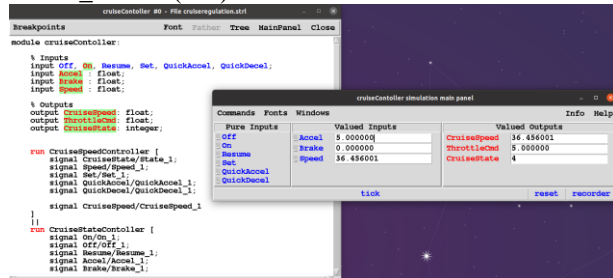 cruiseContoller #0 - File cruiseregulation.strl
Breakpoints Font Father Tree MainPanel Close
module cruiseContoller:
% Inputs
input Off, On, Resume, Set, QuickAccel, QuickDecel;
input Accel : float;
input Brake : float;
input Speed : float;
% Outputs
output CruiseSpeed: float;
output ThrottleCmd: float;
output CruiseState: integer;
run CruiseSpeedController [
signal CruiseState/State_1;
signal Speed/Speed_1;
signal Set/Set_1;
signal QuickAccel/QuickAccel_1;
signal QuickDecel/QuickDecel_1;
signal CruiseSpeed/CruiseSpeed_1
]
||
run CruiseStateController [
signal On/On_1;
signal Off/Off_1;
signal Resume/Resume_1;
signal Accel/Accel_1;
signal Brake/Brake_1;
cruiseContoller simulation main panel
Commands Fonts Windows Info Help
Pure Inputs Valued Inputs Valued Outputs
Off Accel 5.000000 CruiseSpeed 36.456001
On Brake 0.000000 ThrottleCmd 5.000000
Resume Speed 36.456001 CruiseState 4
Set
QuickAccel
QuickDecel
tick reset recorder